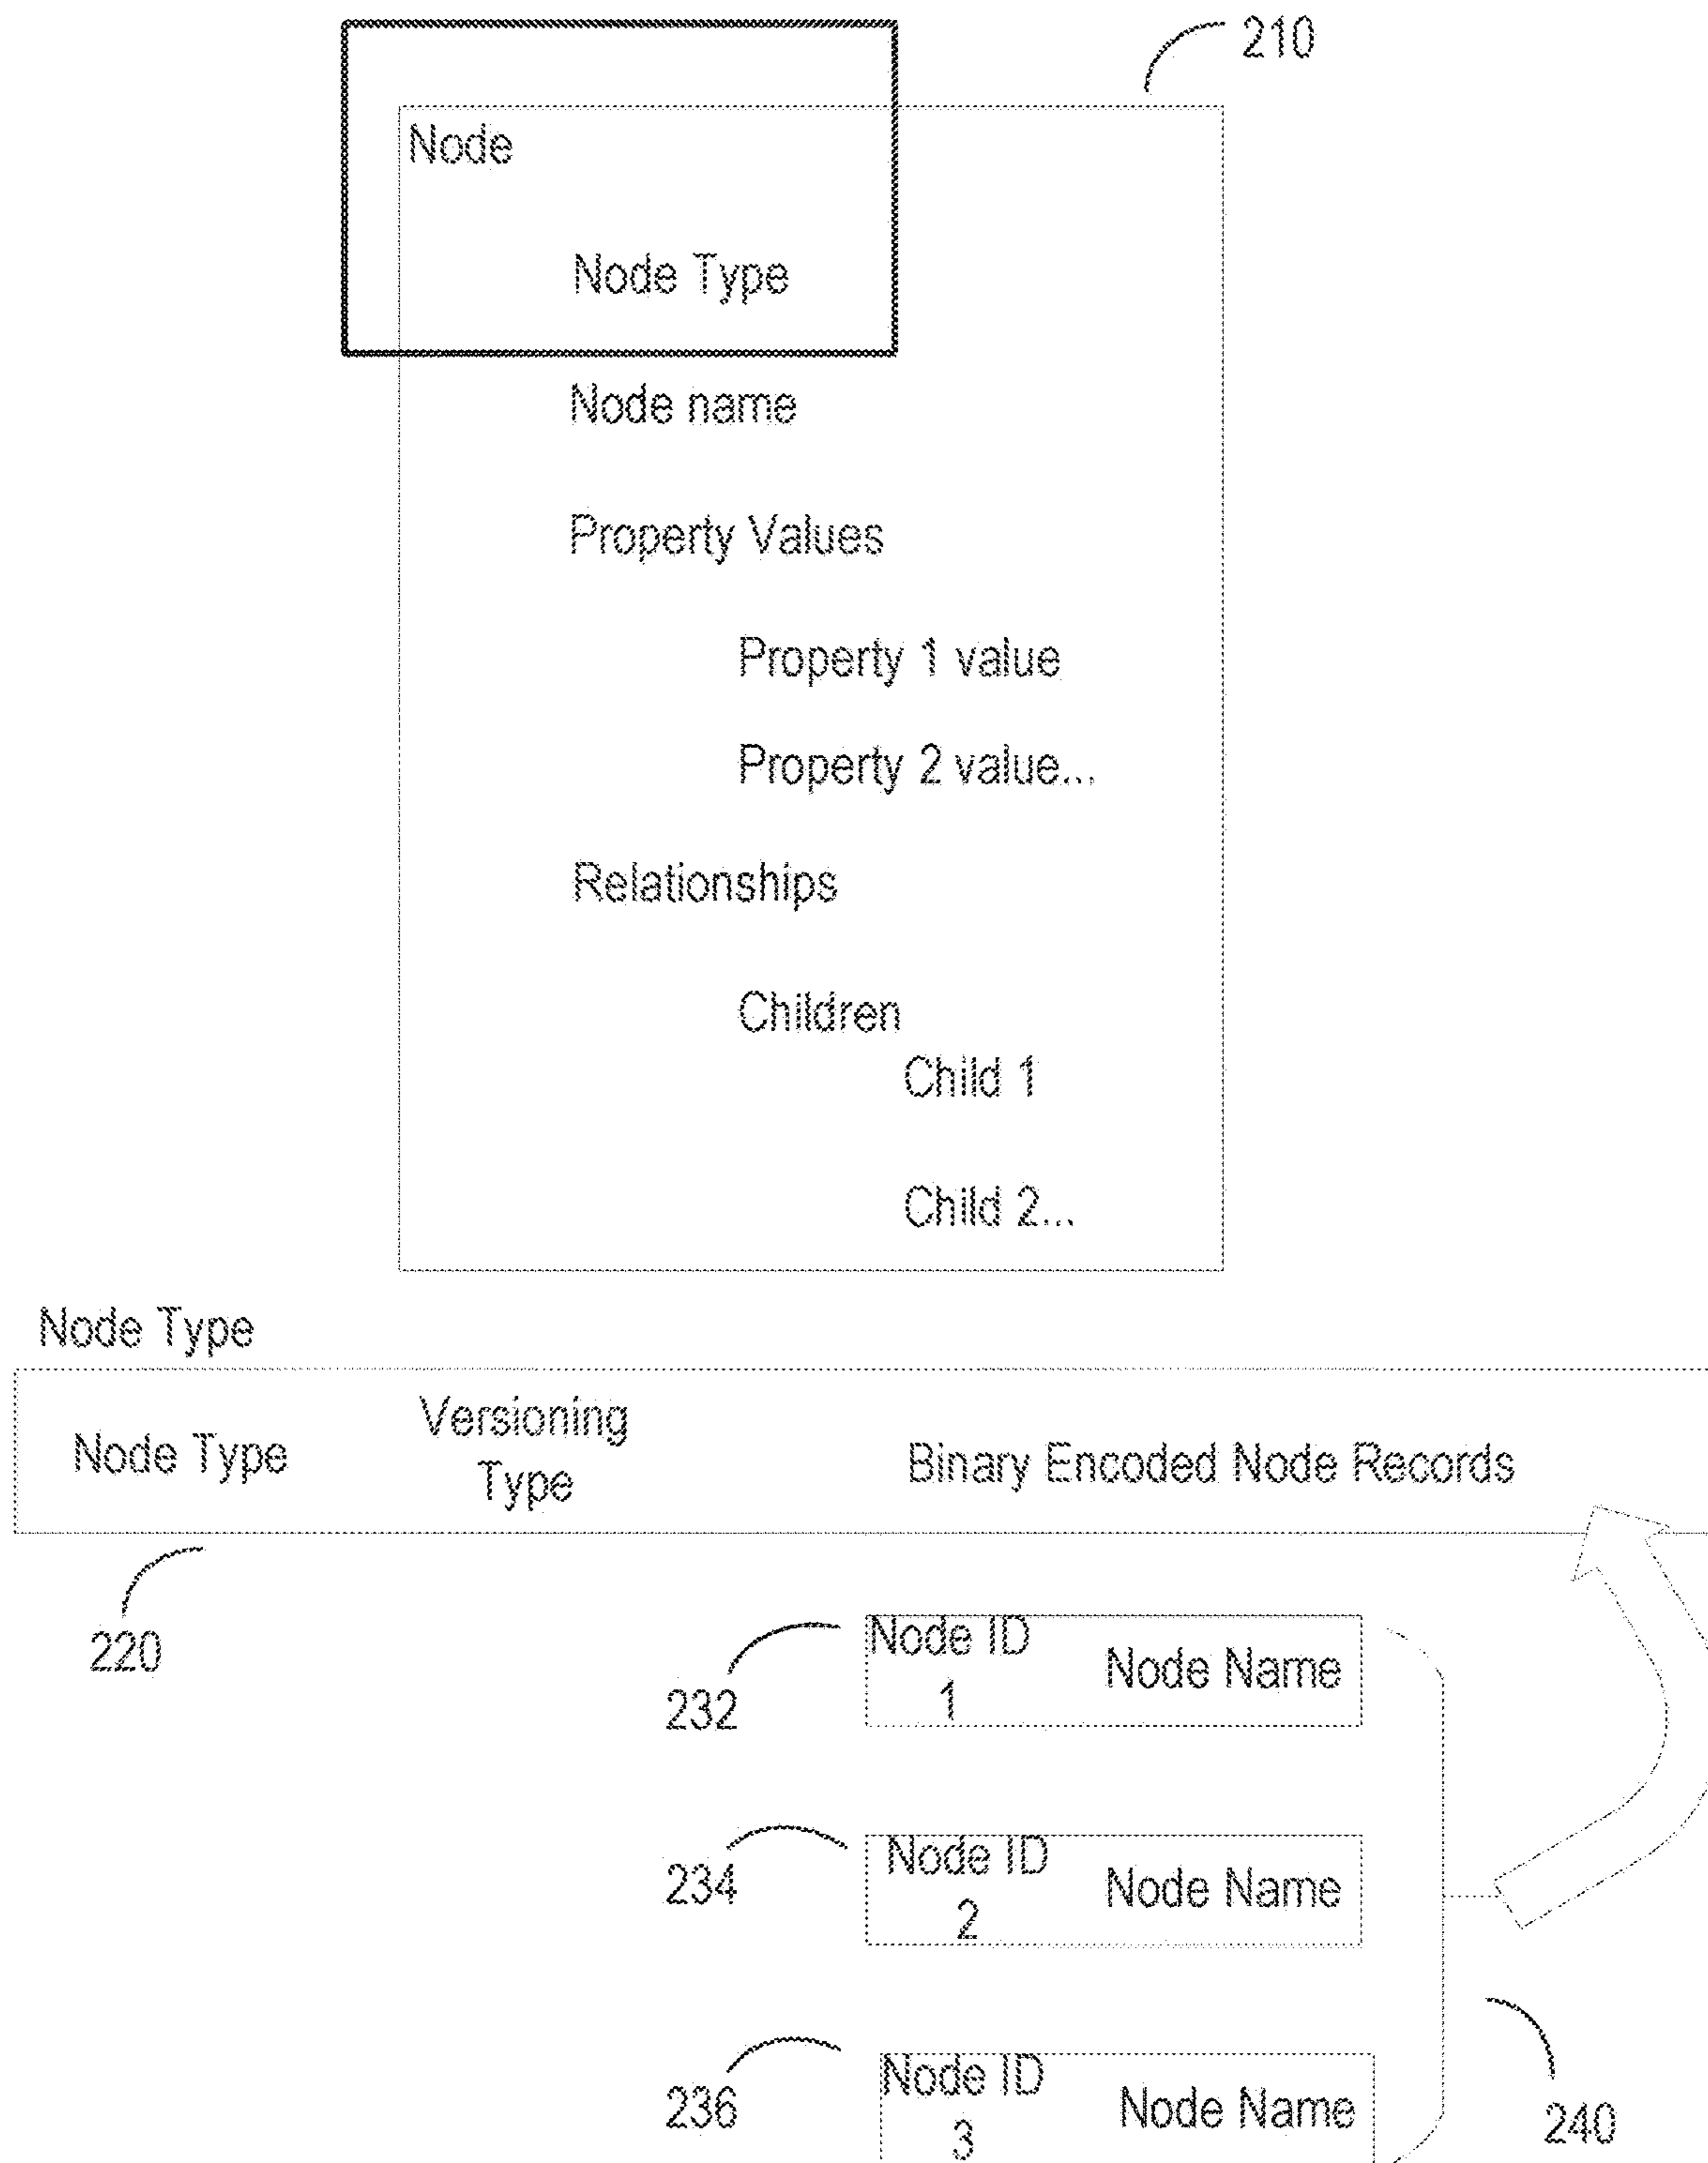 210
Node
Node Type
Node name
Property Values
Property 1 value
Property 2 value...
Relationships
Children
Child 1
Child 2...
Node Type
Node Type
Versioning
Type
Binary Encoded Node Records
220
232
Node ID
1
Node Name
234
Node ID
2
Node Name
236
Node ID
3
Node Name
240